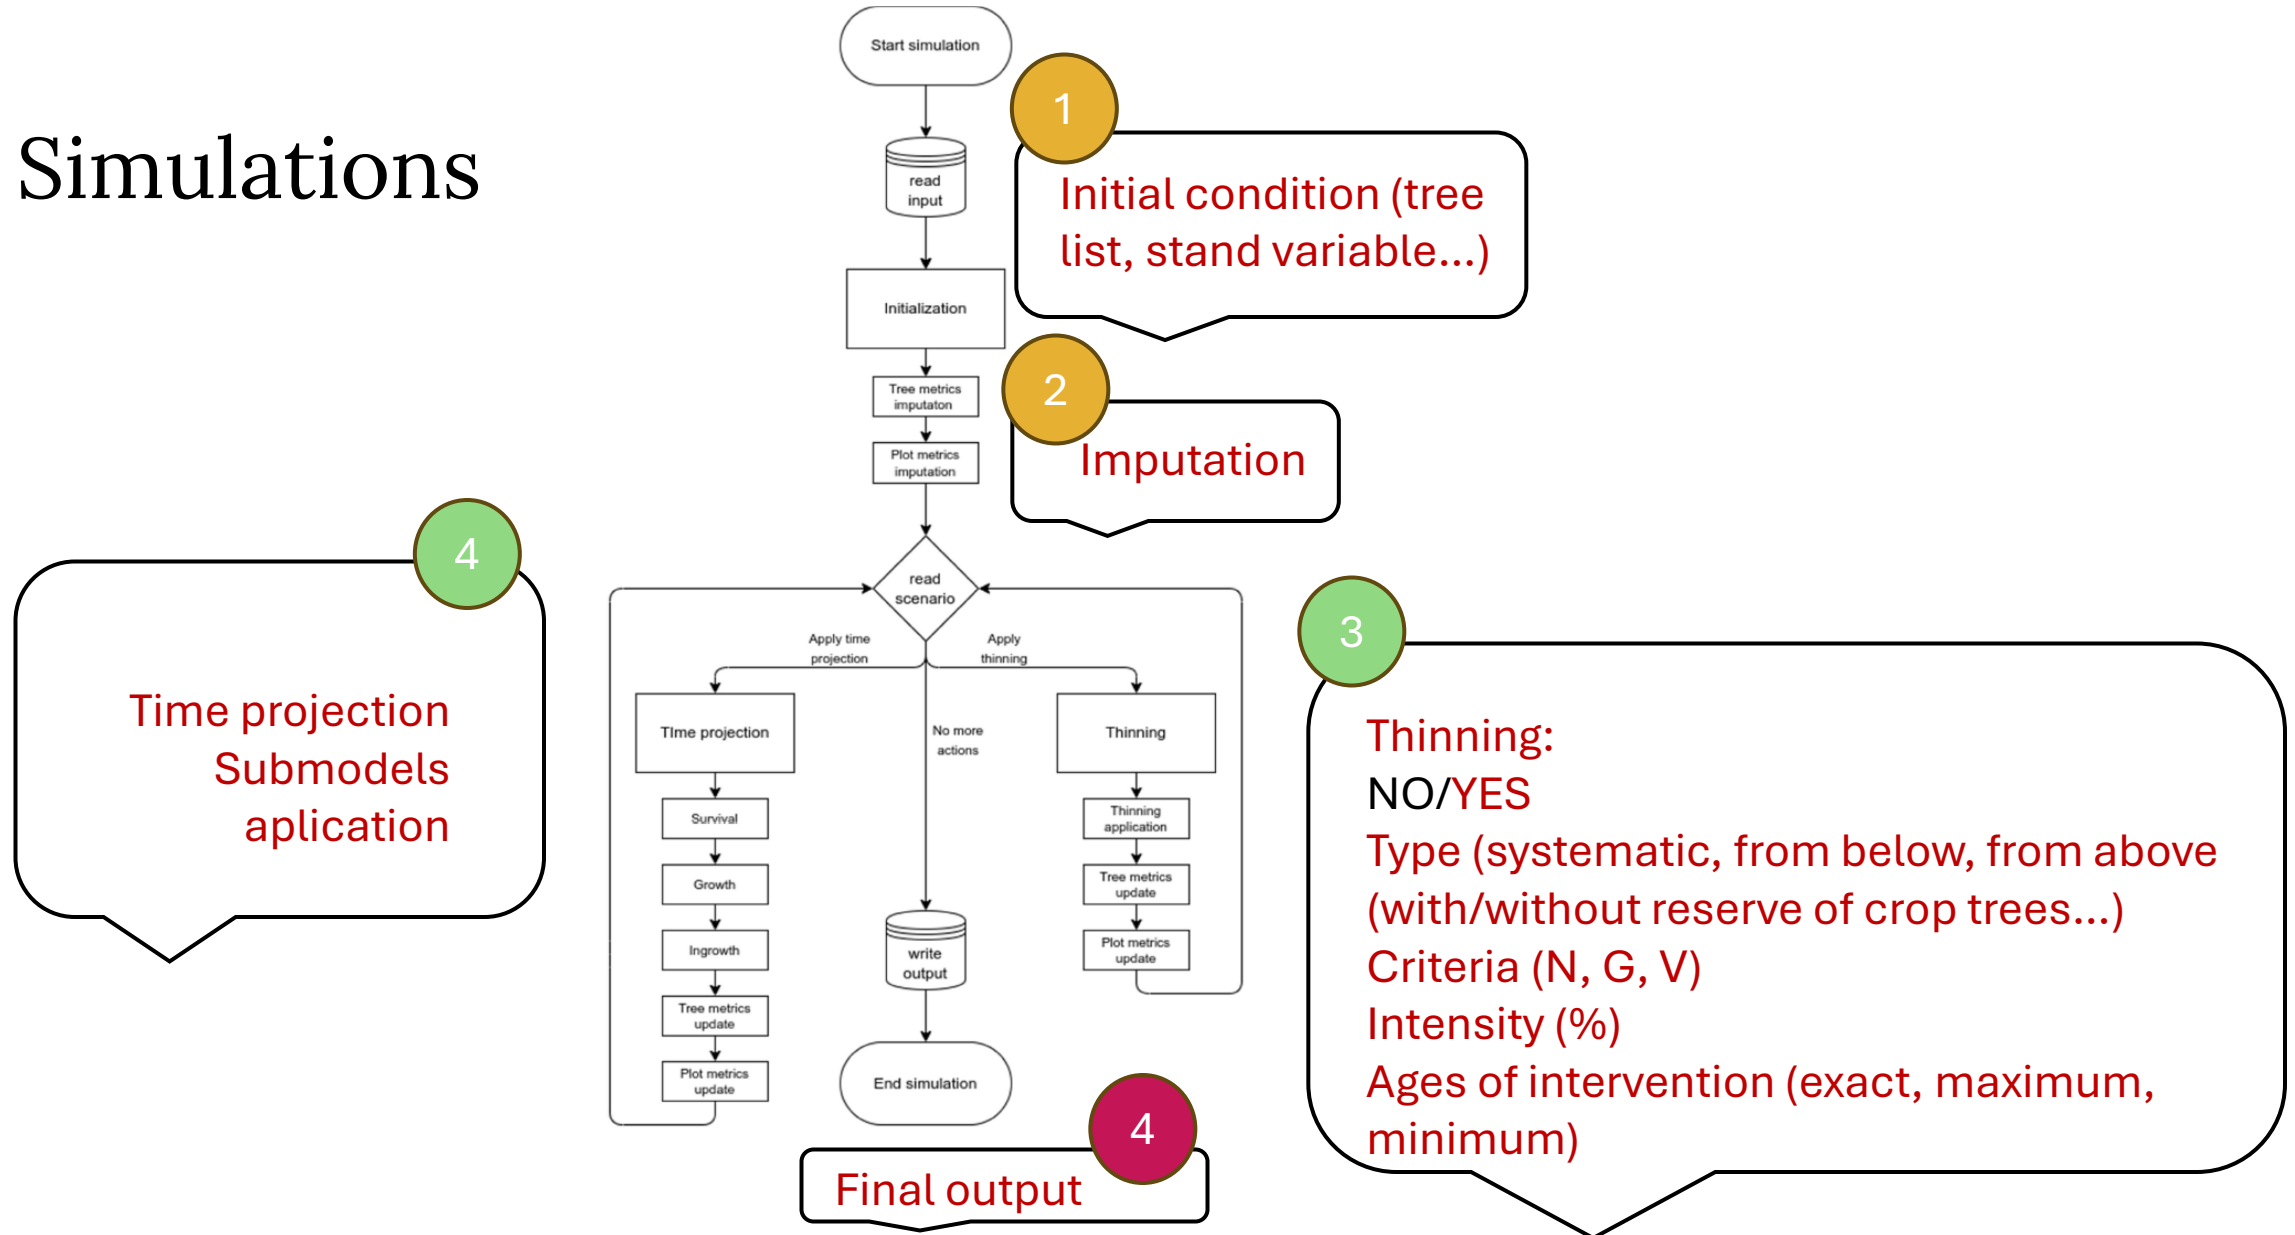 Simulations
Start simulation
read
input
Initialization
Tree metrics
imputaton
Plot metrics
imputation
1
Initial condition (tree
list, stand variable...)
2
Imputation
read
scenario
Apply time
projection
Apply
thinning
No more
actions
TIme projection
Survival
Growth
Ingrowth
Tree metrics
update
Plot metrics
update
Thinning
Thinning
application
Tree metrics
update
Plot metrics
update
write
output
End simulation
4
Time projection
Submodels
aplication
3
Thinning:
NO/YES
Type (systematic, from below, from above
(with/without reserve of crop trees...)
Criteria (N, G, V)
Intensity (%)
Ages of intervention (exact, maximum,
minimum)
4
Final output